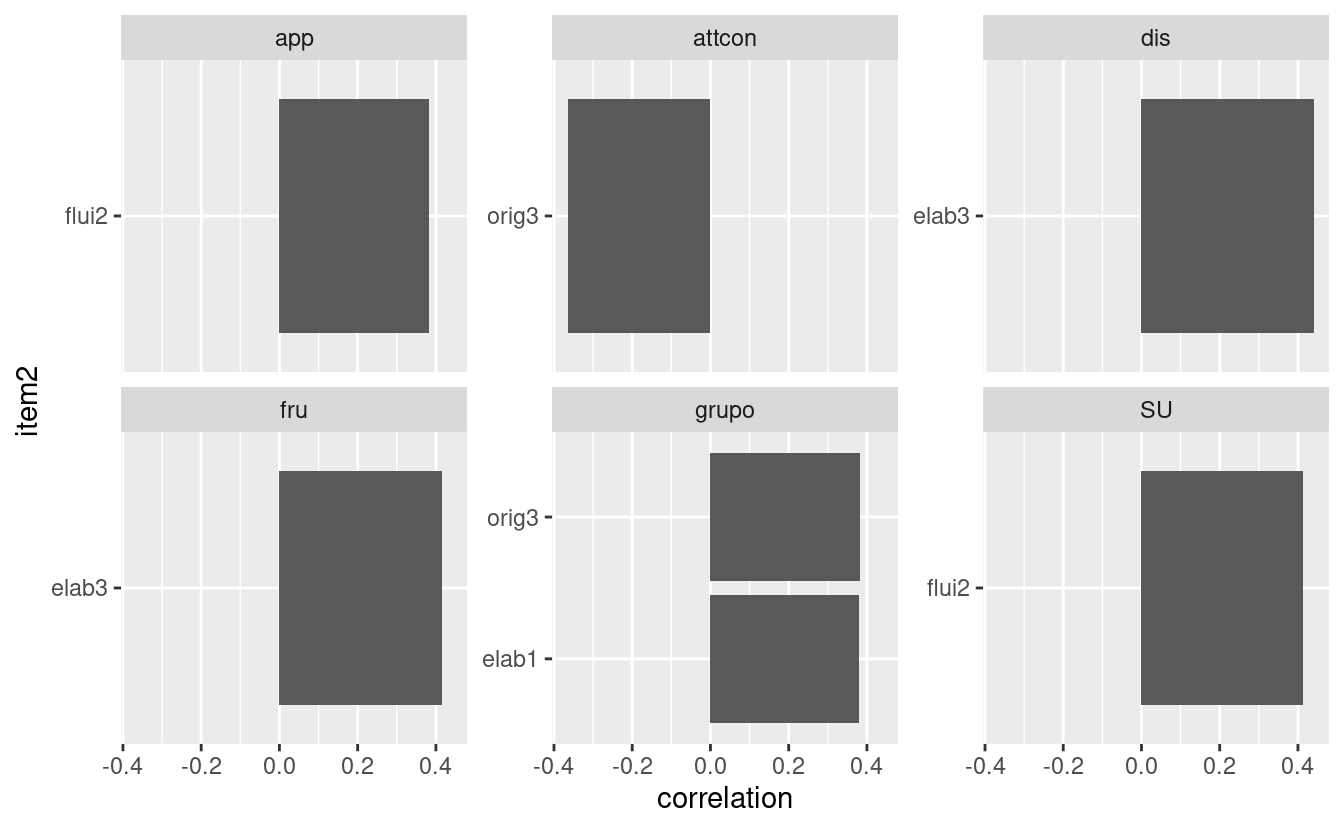 app
attcon
dis
flui2
orig3
elab3
item2
fru
grupo
SU
elab3
orig3
elab1
flui2
-0.4 -0.2 0.0 0.2 0.4
-0.4 -0.2 0.0 0.2 0.4
-0.4 -0.2 0.0 0.2 0.4
correlation